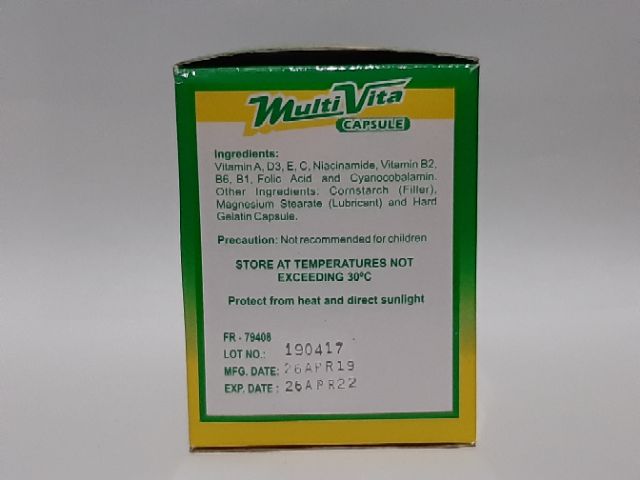 MultiVita
CAPSULE
Ingredients:
Vitamin A, D3, E, C, Niacinamide, Vitamin B2,
B6, B1, Folic Acid and Cyanocobalamin.
Other Ingredients: Cornstarch (Filler),
Magnesium Stearate (Lubricant) and Hard
Gelatin Capsule.
Precaution: Not recommended for children
STORE AT TEMPERATURES NOT
EXCEEDING 30ºC
Protect from heat and direct sunlight
FR - 79408
LOT NO.: 190417
MFG. DATE: 26APR19
EXP. DATE : 26APR22